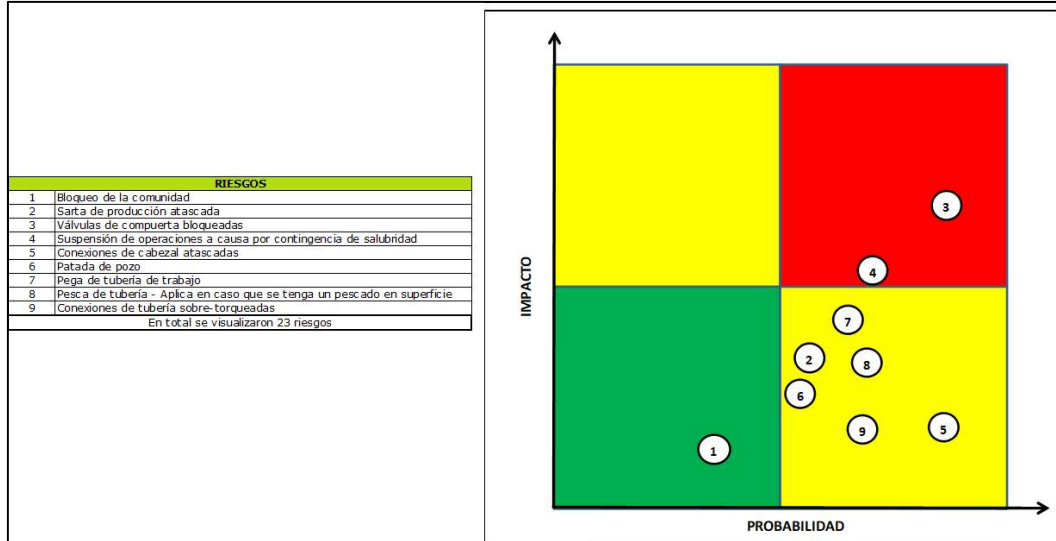 RIESGOS
1 Bloqueo de la comunidad
2 Sarta de producción atascada
3 Válvulas de compuerta bloqueadas
4 Suspensión de operaciones a causa por contingencia de salubridad
5 Conexiones de cabezal atascadas
6 Patada de pozo
7 Pega de tubería de trabajo
8 Pesca de tubería - Aplica en caso que se tenga un pescado en superficie
9 Conexiones de tubería sobre-torqueadas
En total se visualizaron 23 riesgos
IMPACTO
3
4
7
2
8
6
9
5
1
PROBABILIDAD